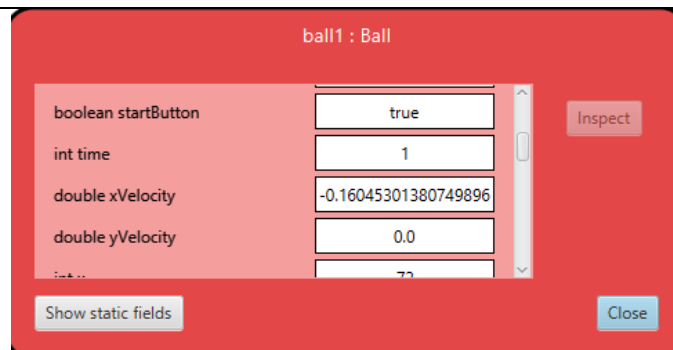 ball1 : Ball
boolean startButton true
Inspect
int time 1
double xVelocity -0.16045301380749896
double yVelocity 0.0
int
Show static fields
Close